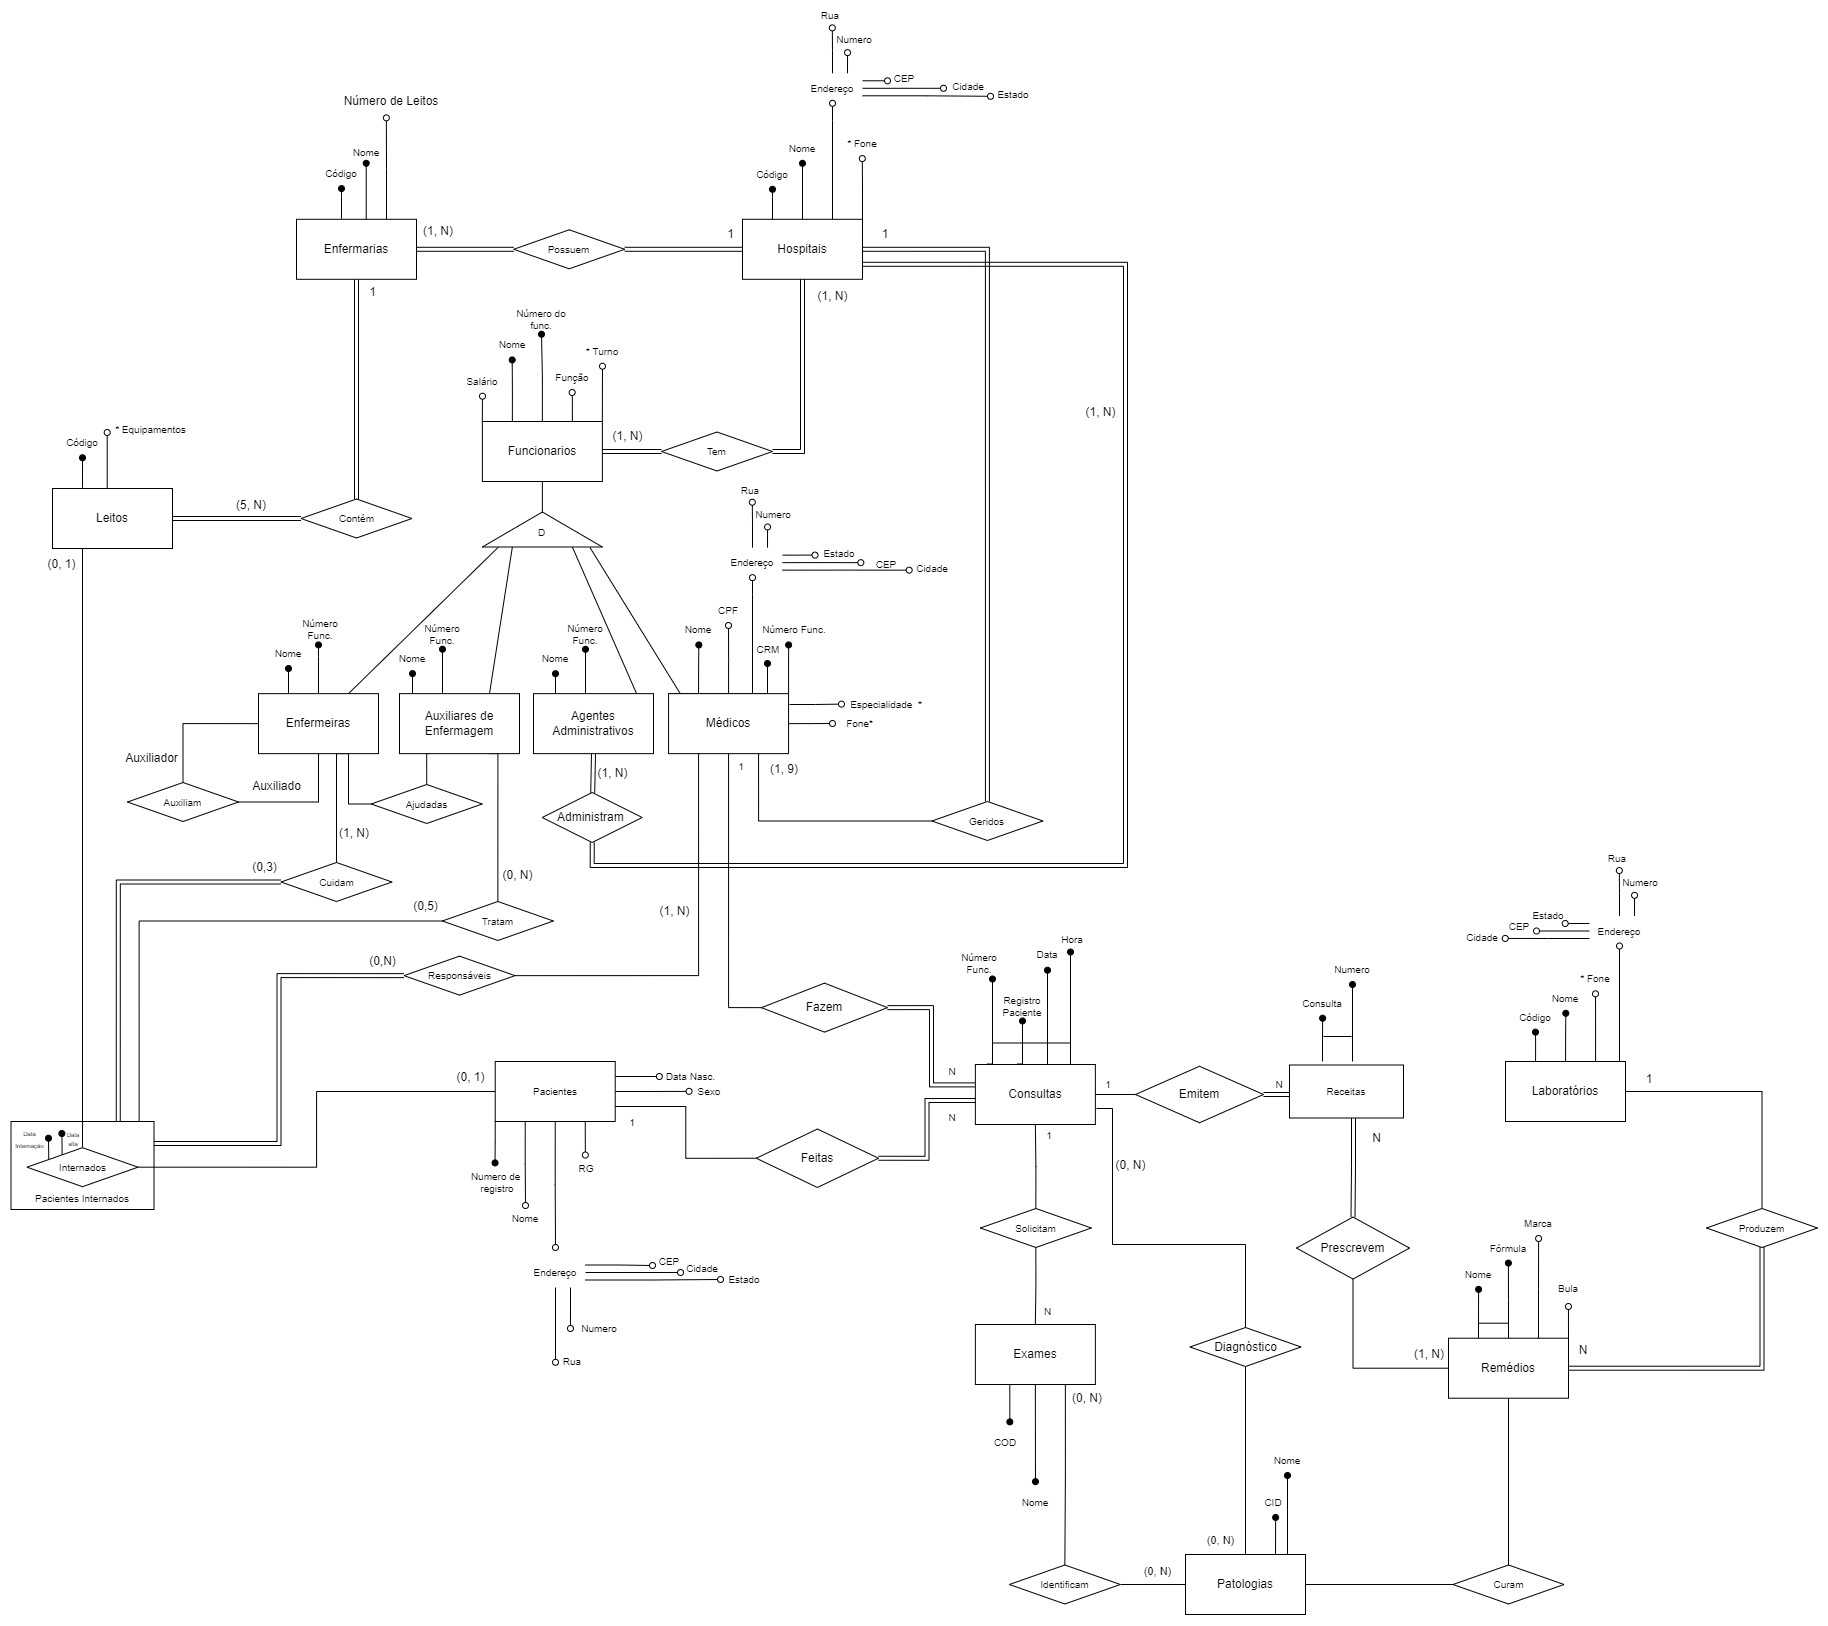 Rua
Numero
CEP
Endereço
Cidade
Estado
Número de Leitos
* Fone
Nome
Nome
Código
Código
(1, N)
1
1
Enfermarias
Possuem
Hospitais
1
(1, N)
Número do
func.
Nome
* Turno
Função
Salário
(1, N)
* Equipamentos
Código
(1, N)
Funcionarios
Tem
Rua
(5, N)
Numero
Leitos
Contém
D
Estado
(0, 1)
Endereço
CEP
Cidade
CPF
Número
Func.
Número
Func.
Número
Func.
Nome
Número Func.
CRM
Nome
Nome
Nome
Especialidade *
Enfermeiras
Auxiliares de
Enfermagem
Agentes
Administrativos
Médicos
Fone*
Auxiliador
1
(1, 9)
(1, N)
Auxiliado
Auxiliam
Ajudadas
Administram
Geridos
(1, N)
(0,3)
(0, N)
Cuidam
(0,5)
(1, N)
Tratam
Rua
Numero
Estado
CEP
Endereço
Cidade
Hora
Data
Número
Func.
(0,N)
Responsáveis
Numero
* Fone
Registro
Paciente
Consulta
Nome
Fazem
Código
N
(0, 1)
Data Nasc.
1
1
N
Pacientes
Sexo
Consultas
Emitem
Receitas
Laboratórios
N
1
1
N
Data
Internação
Data
alta
Feitas
(0, N)
Internados
RG
Numero de
registro
Pacientes Internados
Nome
Solicitam
Marca
Produzem
Prescrevem
Fórmula
CEP
Endereço
Cidade
Nome
Estado
Bula
N
Numero
Diagnóstico
N
Exames
(1, N)
Rua
Remédios
(0, N)
COD
Nome
CID
Nome
(0, N)
(0, N)
Identificam
Patologias
Curam